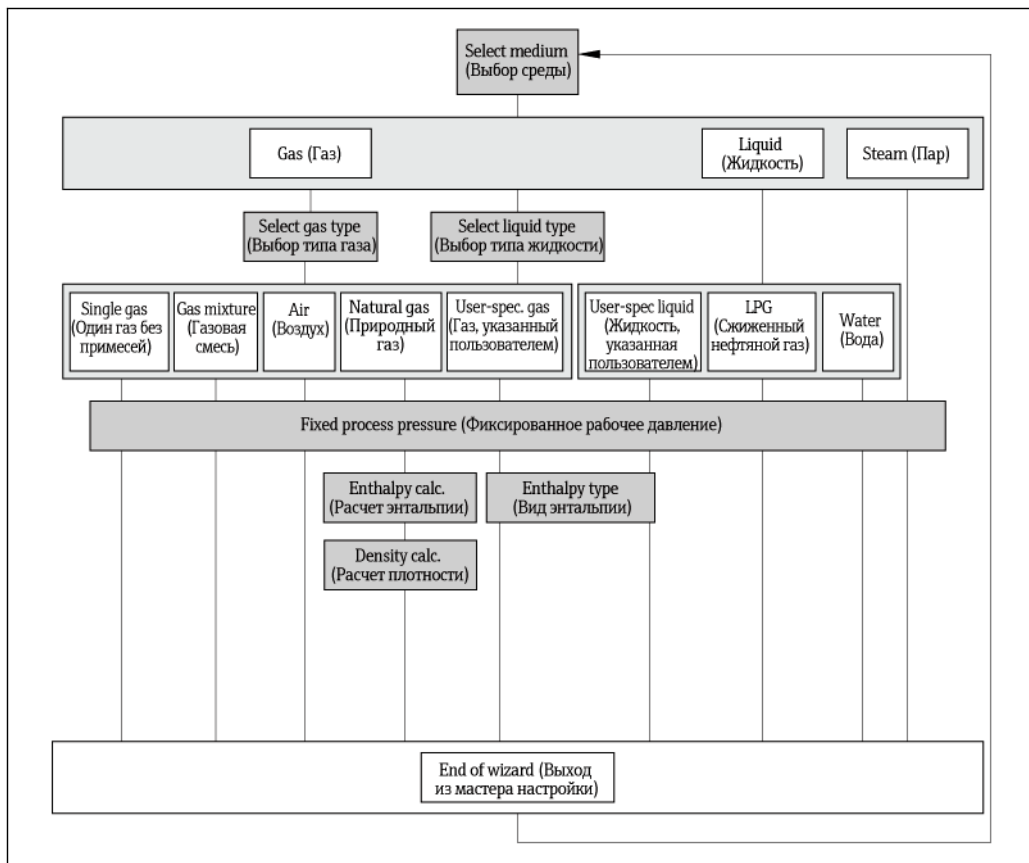 Select medium
(Выбор среды)
Gas (Газ)
Liquid
(Жидкость)
Steam (Пар)
Select gas type
(Выбор типа газа)
Select liquid type
(Выбор типа жидкости)
Single gas
(Один газ без
примесей)
Gas mixture
(Газовая
смесь)
Air
(Воздух)
Natural gas
(Природный
газ)
User-spec. gas
(Газ, указанный
пользователем)
User-spec liquid
(Жидкость,
указанная
пользователем)
LPG
(Сжиженный
нефтяной газ)
Water
(Вода)
Fixed process pressure (Фиксированное рабочее давление)
Enthalpy calc.
(Расчет энтальпии)
Enthalpy type
(Вид энтальпии)
Density calc.
(Расчет плотности)
End of wizard (Выход
из мастера настройки)